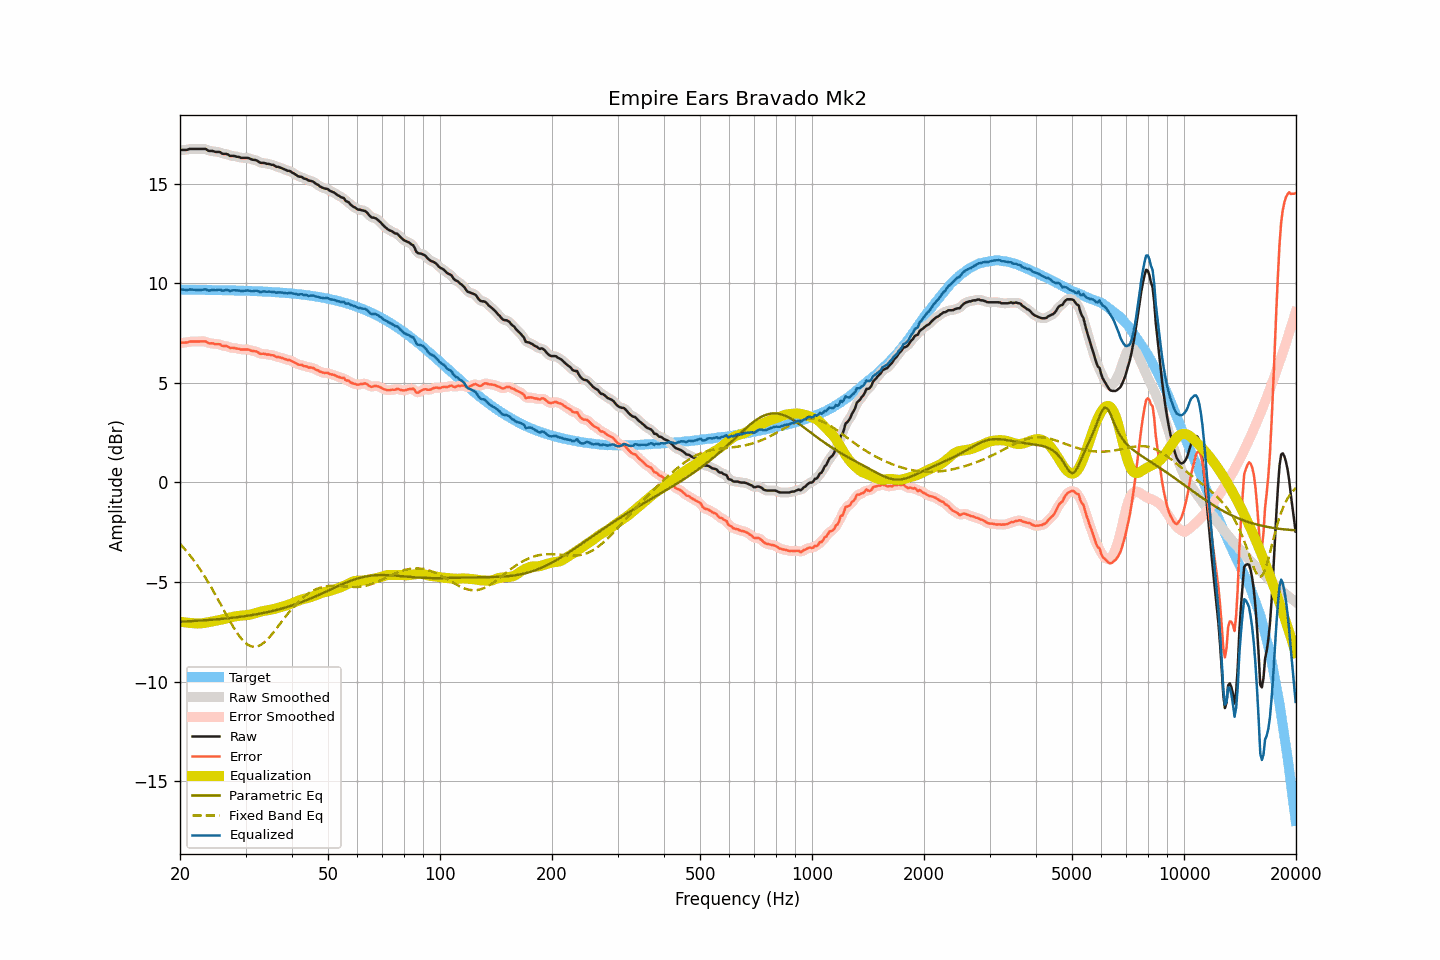 Empire Ears Bravado Mk2
Amplitude (dBr)
15
10
5
0
−5
−10
−15
Target
Raw Smoothed
Error Smoothed
Raw
Error
Equalization
Parametric Eq
Fixed Band Eq
Equalized
20 50 100 200 500 1000 2000 5000 10000 20000
Frequency (Hz)